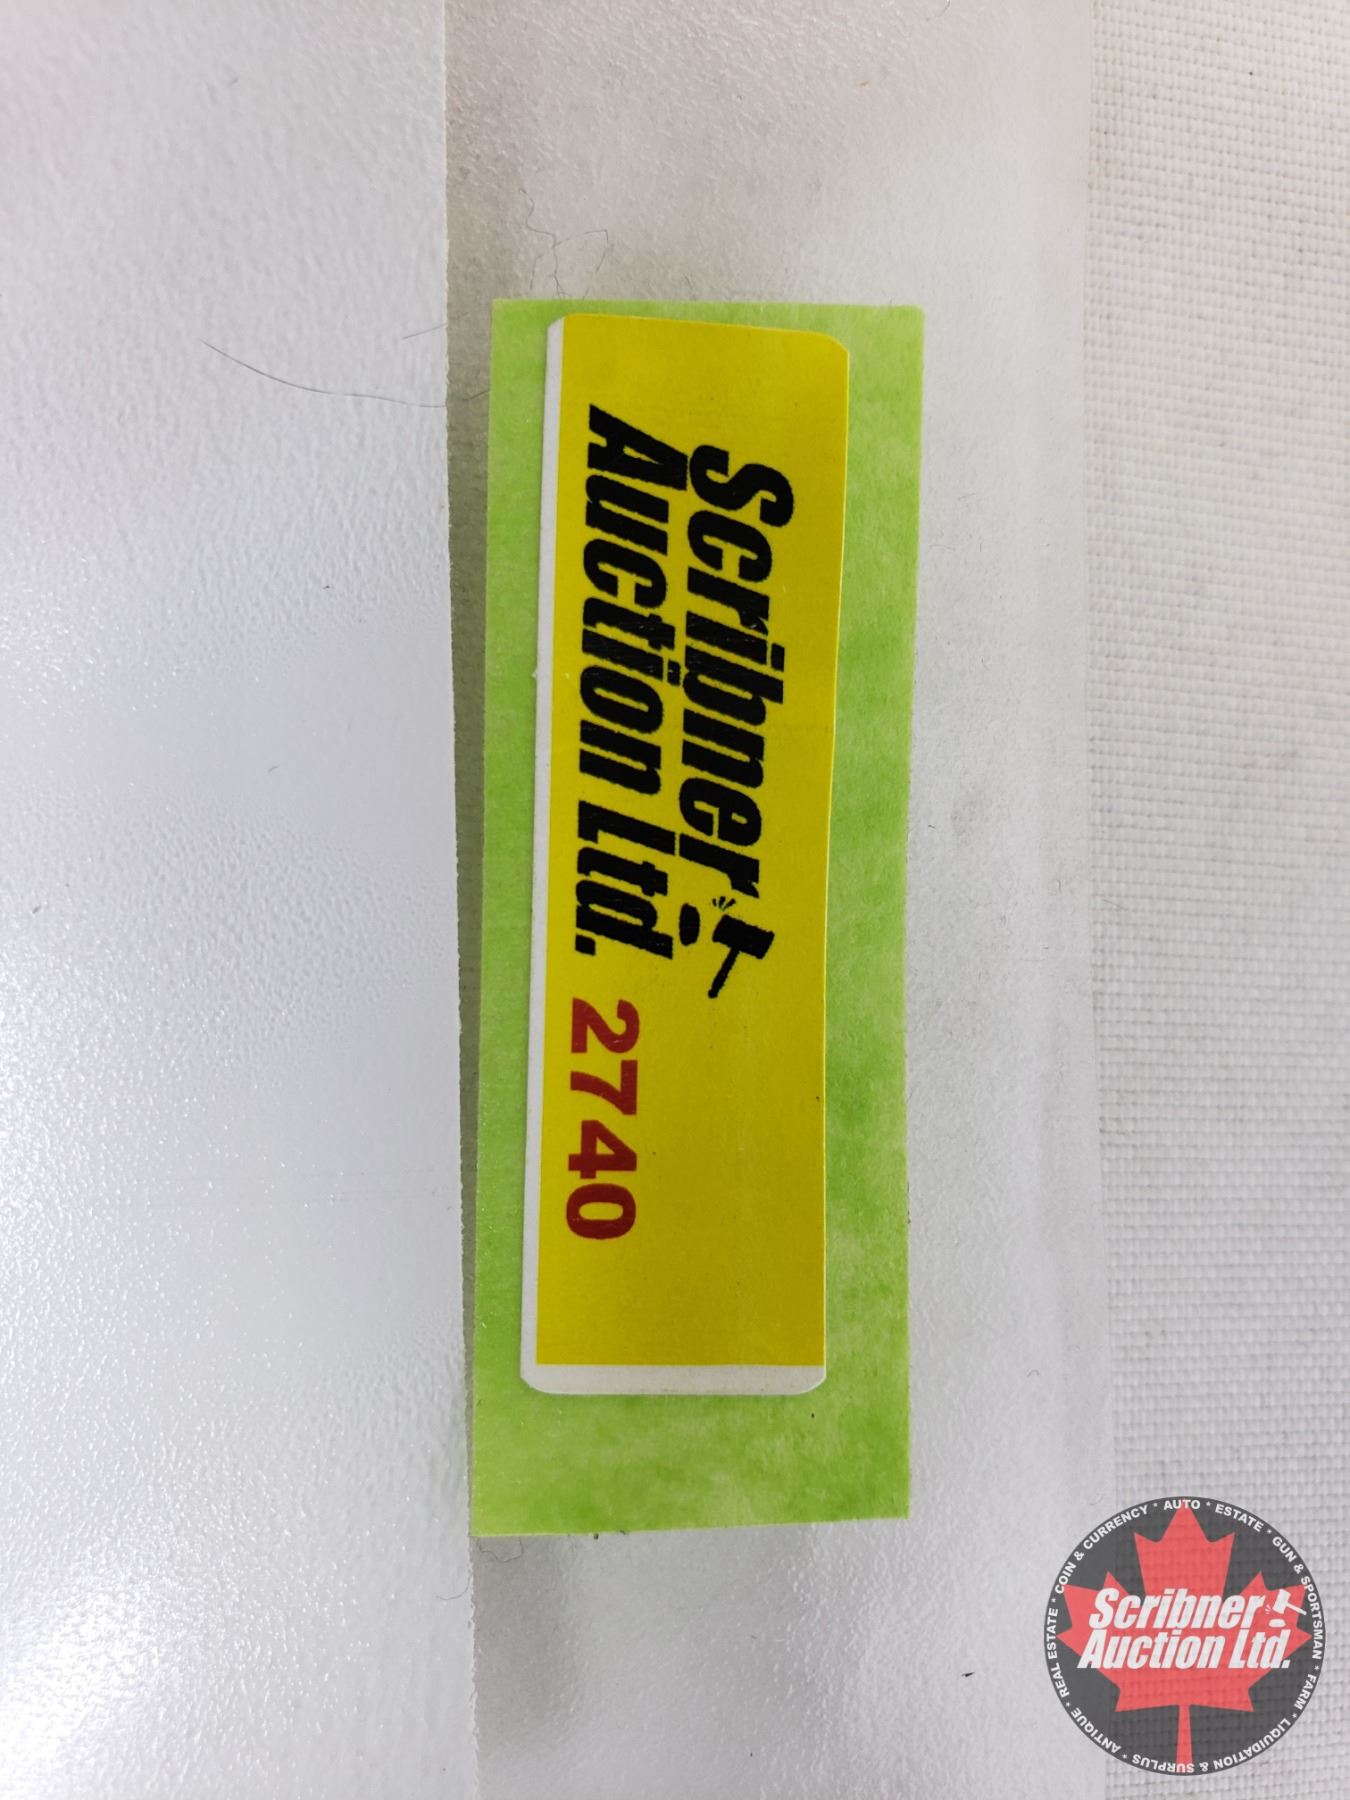 Scribner
Auction Ltd. 2740
COIN & CURRENCY * AUTO * ESTATE * GUN & SPORTSMAN * FARM * LIQUIDATION & SURPLUS * ANTIQUE * REAL ESTATE *
Scribner
Auction Ltd.